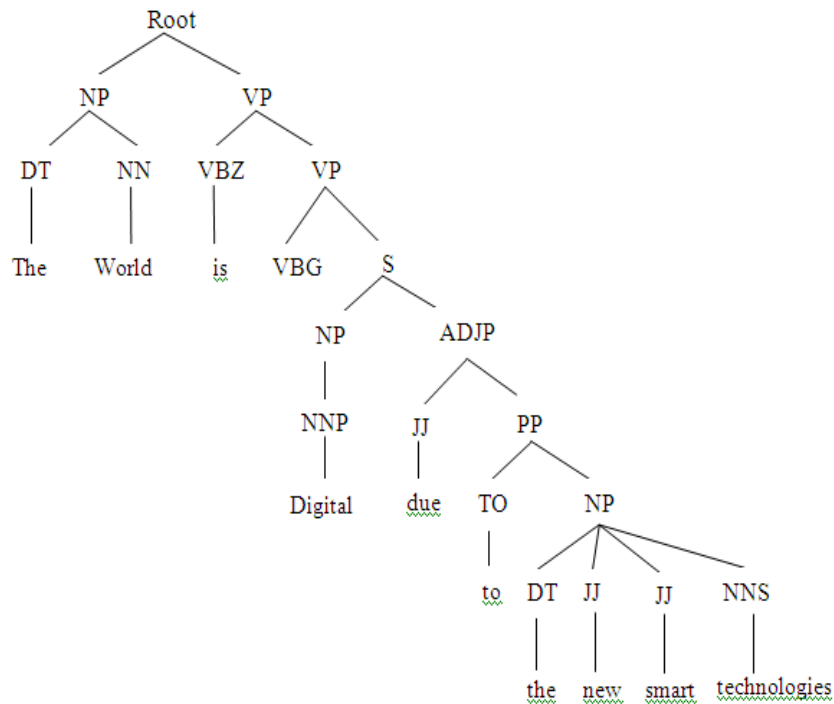 Root
NP VP
DT NN VBZ VP
The World is VBG S
NP ADJP
NNP JJ PP
Digital due TO NP
to DT JJ JJ NNS
the new smart technologies